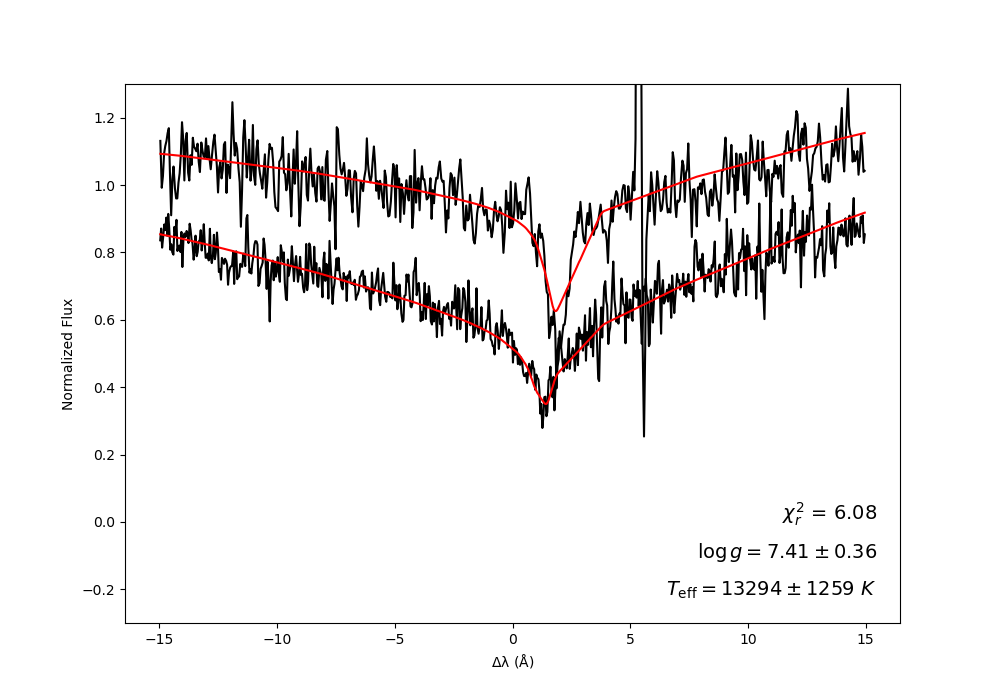 1.2
1.0
0.8
0.6
0.4
0.2
0.0
−0.2
Normalized Flux
χ²ᵣ = 6.08
log g = 7.41 ± 0.36
T_eff = 13294 ± 1259 K
−15 −10 −5 0 5 10 15
Δλ (Å)